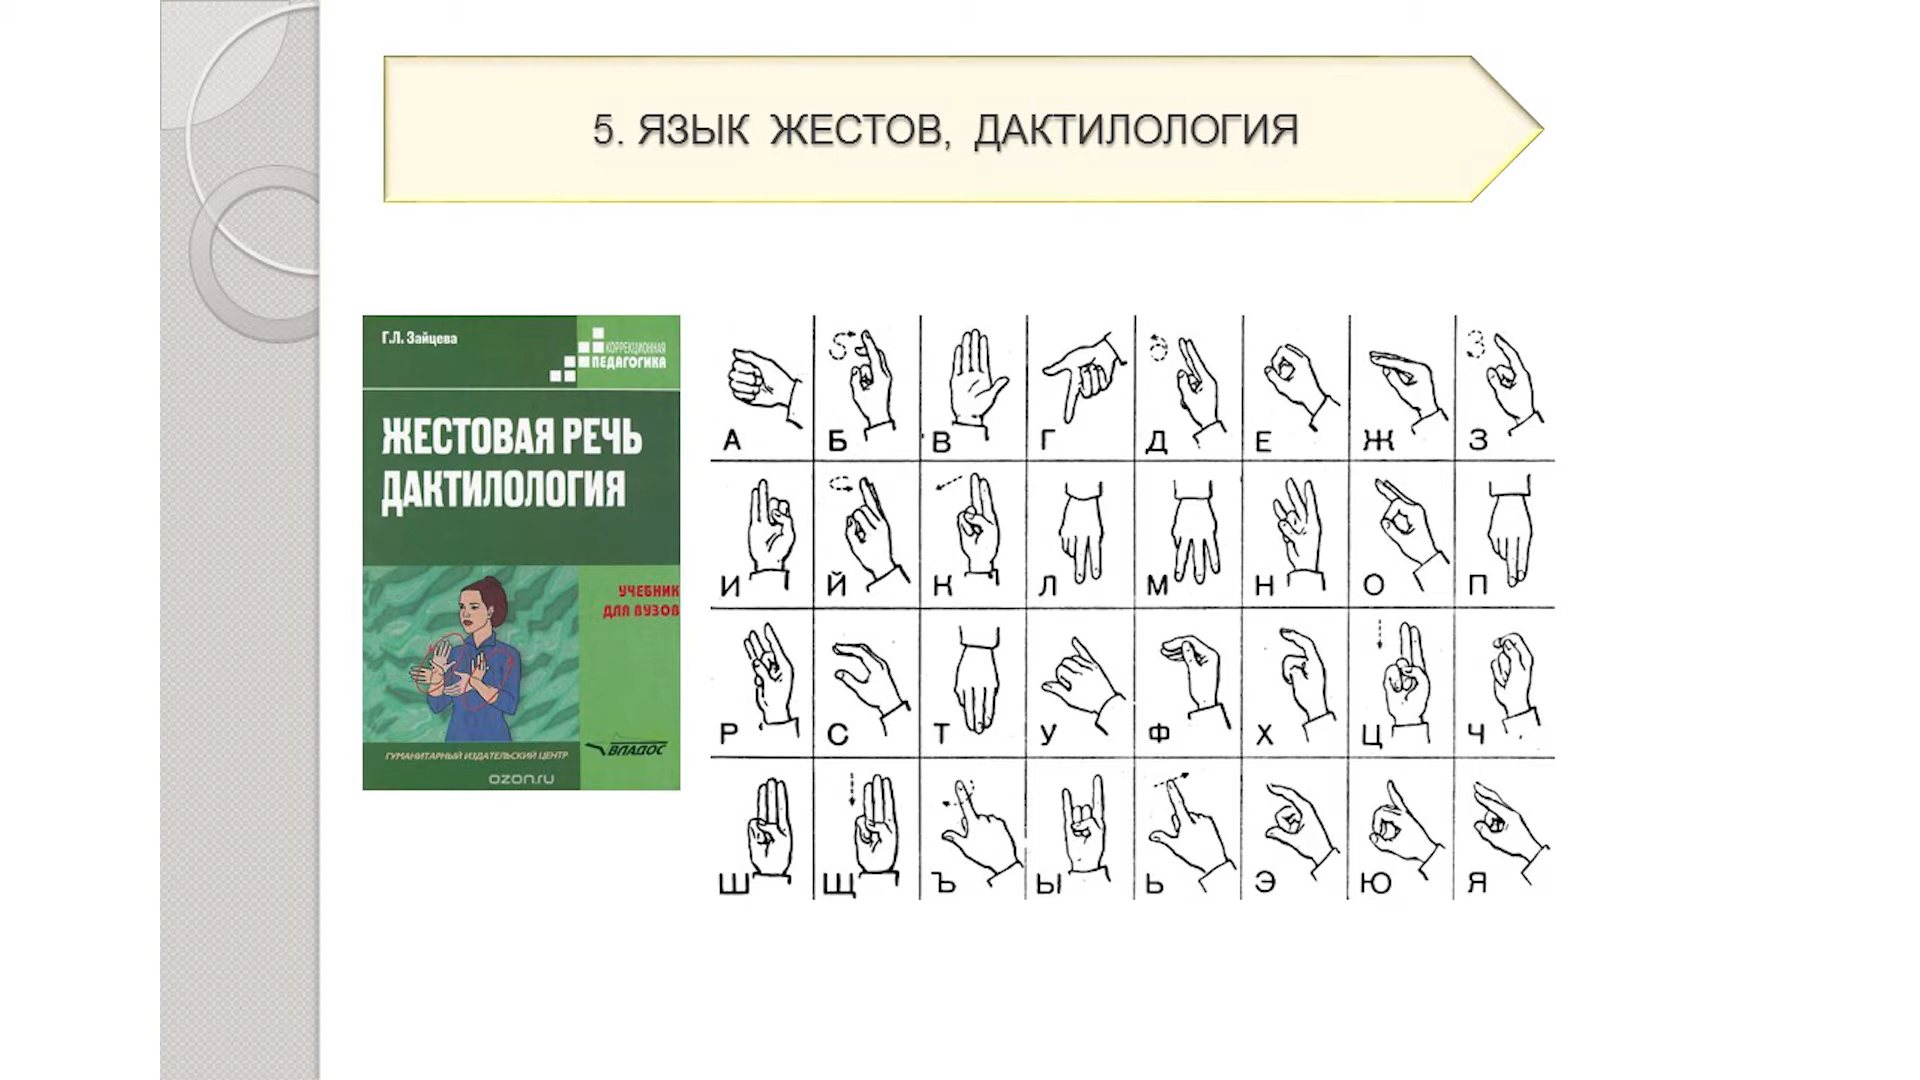 5. ЯЗЫК ЖЕСТОВ, ДАКТИЛОЛОГИЯ
Г.Л. Зайцева
КОРРЕКЦИОННАЯ
ПЕДАГОГИКА
ЖЕСТОВАЯ РЕЧЬ
ДАКТИЛОЛОГИЯ
УЧЕБНИК
ДЛЯ ВУЗОВ
ГУМАНИТАРНЫЙ ИЗДАТЕЛЬСКИЙ ЦЕНТР
ВЛАДОС
ozon.ru
А Б В Г Д Е Ж З
И Й К Л М Н О П
Р С Т У Ф Х Ц Ч
Ш Щ Ъ Ы Ь Э Ю Я